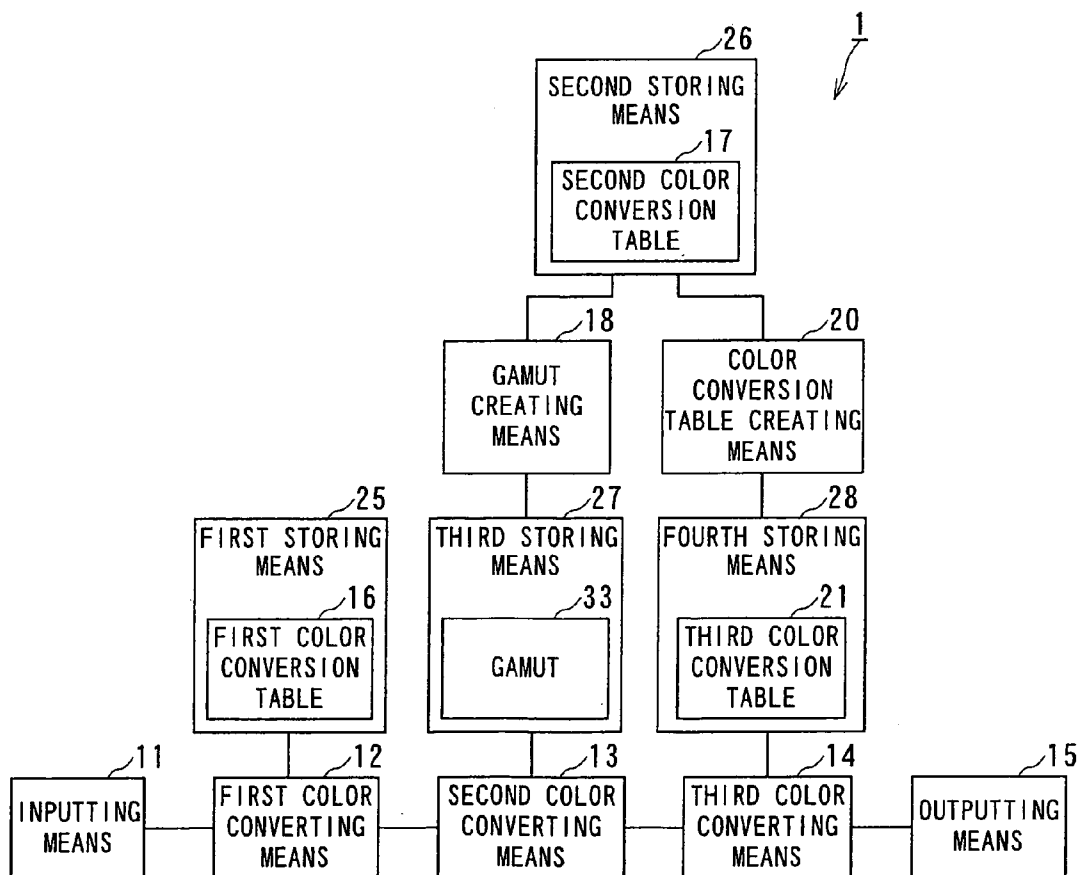 1
26
SECOND STORING
MEANS
17
SECOND COLOR
CONVERSION
TABLE
18
GAMUT
CREATING
MEANS
20
COLOR
CONVERSION
TABLE CREATING
MEANS
25
FIRST STORING
MEANS
16
FIRST COLOR
CONVERSION
TABLE
27
THIRD STORING
MEANS
33
GAMUT
28
FOURTH STORING
MEANS
21
THIRD COLOR
CONVERSION
TABLE
11
INPUTTING
MEANS
12
FIRST COLOR
CONVERTING
MEANS
13
SECOND COLOR
CONVERTING
MEANS
14
THIRD COLOR
CONVERTING
MEANS
15
OUTPUTTING
MEANS